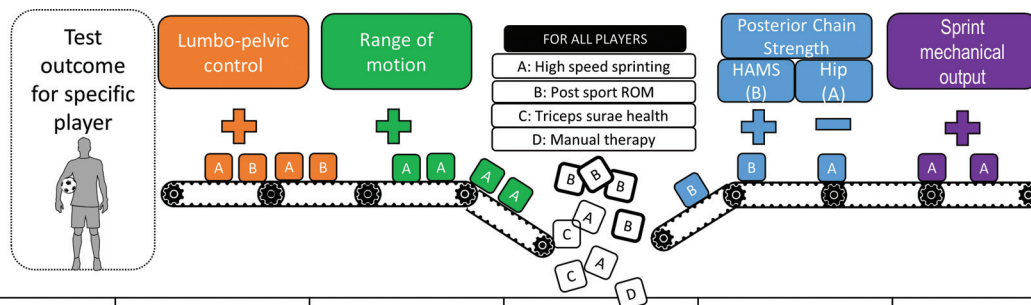 Test
outcome
for specific
player
Lumbo-pelvic
control
Range of
motion
FOR ALL PLAYERS
A: High speed sprinting
B: Post sport ROM
C: Triceps surae health
D: Manual therapy
Posterior Chain
Strength
HAMS
(B)
Hip
(A)
Sprint
mechanical
output
A B A B
A A
A A
B B B
A B
C
A
C
D
B
B
A
A A